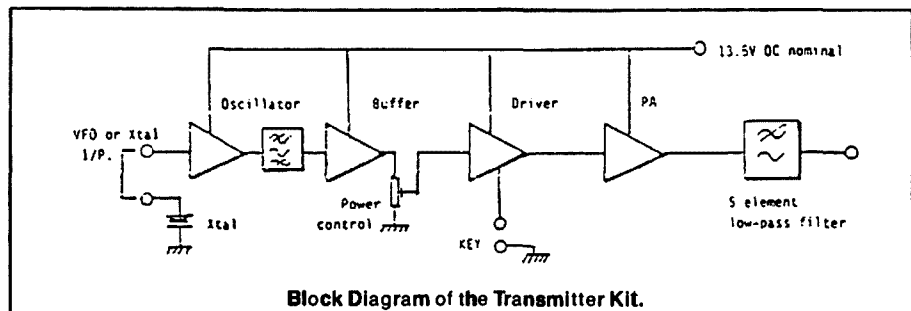 13.5V DC nominal
Oscillator
Buffer
Driver
PA
VFO or Xtal
I/P.
Xtal
Power
control
KEY
5 element
low-pass filter
Block Diagram of the Transmitter Kit.